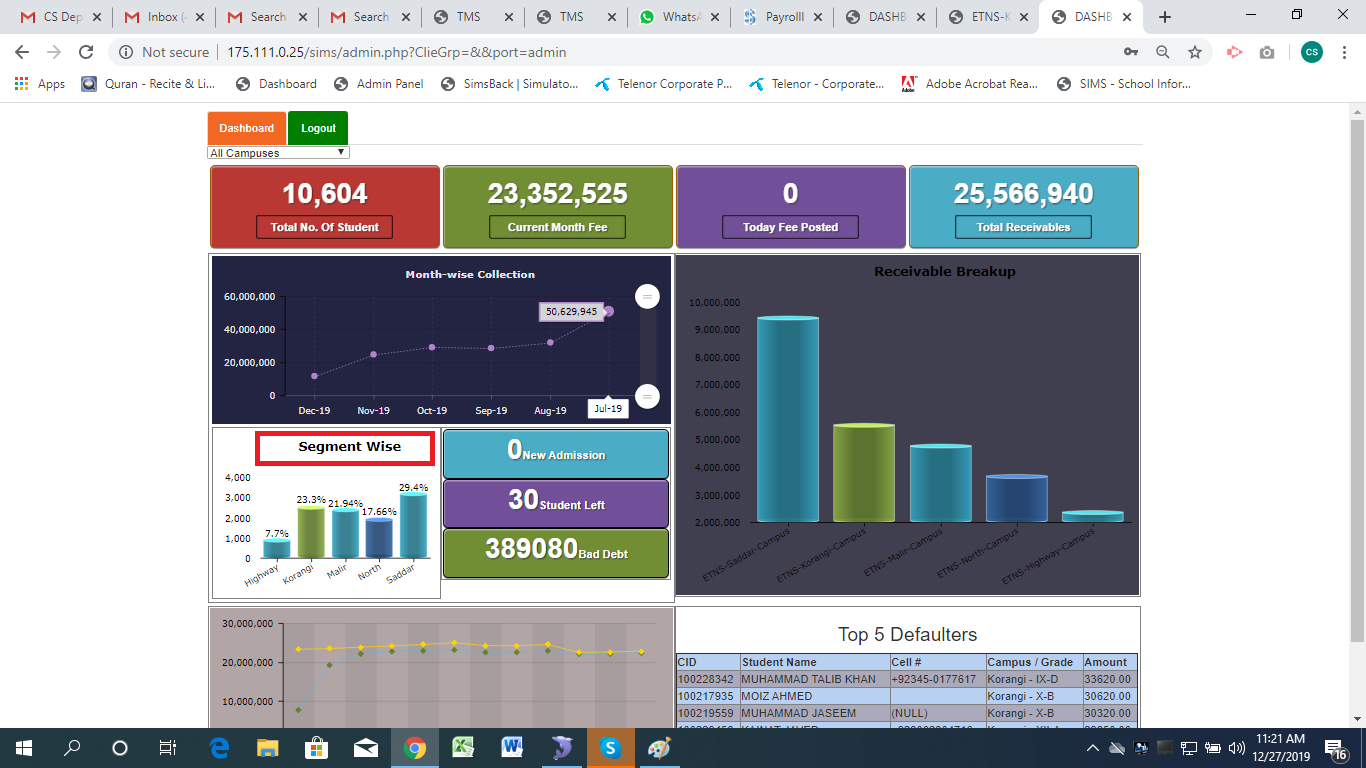 CS Dep
Inbox (
Search
Search
TMS
TMS
WhatsA
Payrolll
DASHB
ETNS-K
DASHB
Not secure
175.111.0.25/sims/admin.php?ClieGrp=&&port=admin
CS
Apps
Quran - Recite & Li...
Dashboard
Admin Panel
SimsBack | Simulato...
Telenor Corporate P...
Telenor - Corporate...
Adobe Acrobat Rea...
SIMS - School Infor...
Dashboard
Logout
All Campuses
10,604
Total No. Of Student
23,352,525
Current Month Fee
0
Today Fee Posted
25,566,940
Total Receivables
Month-wise Collection
60,000,000
40,000,000
20,000,000
0
50,629,945
Dec-19
Nov-19
Oct-19
Sep-19
Aug-19
Jul-19
Receivable Breakup
10,000,000
9,000,000
8,000,000
7,000,000
6,000,000
5,000,000
4,000,000
3,000,000
2,000,000
ETNS-Saddar-Campus
ETNS-Korangi-Campus
ETNS-Malir-Campus
ETNS-North-Campus
ETNS-Highway-Campus
Segment Wise
4,000
3,000
2,000
1,000
0
7.7%
23.3%
21.94%
17.66%
29.4%
Highway
Korangi
Malir
North
Saddar
0 New Admission
30 Student Left
389080 Bad Debt
30,000,000
20,000,000
10,000,000
Top 5 Defaulters
CID Student Name Cell # Campus / Grade Amount
100228342 MUHAMMAD TALIB KHAN +92345-0177617 Korangi - IX-D 33620.00
100217935 MOIZ AHMED Korangi - X-B 30620.00
100219559 MUHAMMAD JASEEM (NULL) Korangi - X-B 30320.00
11:21 AM
12/27/2019
16